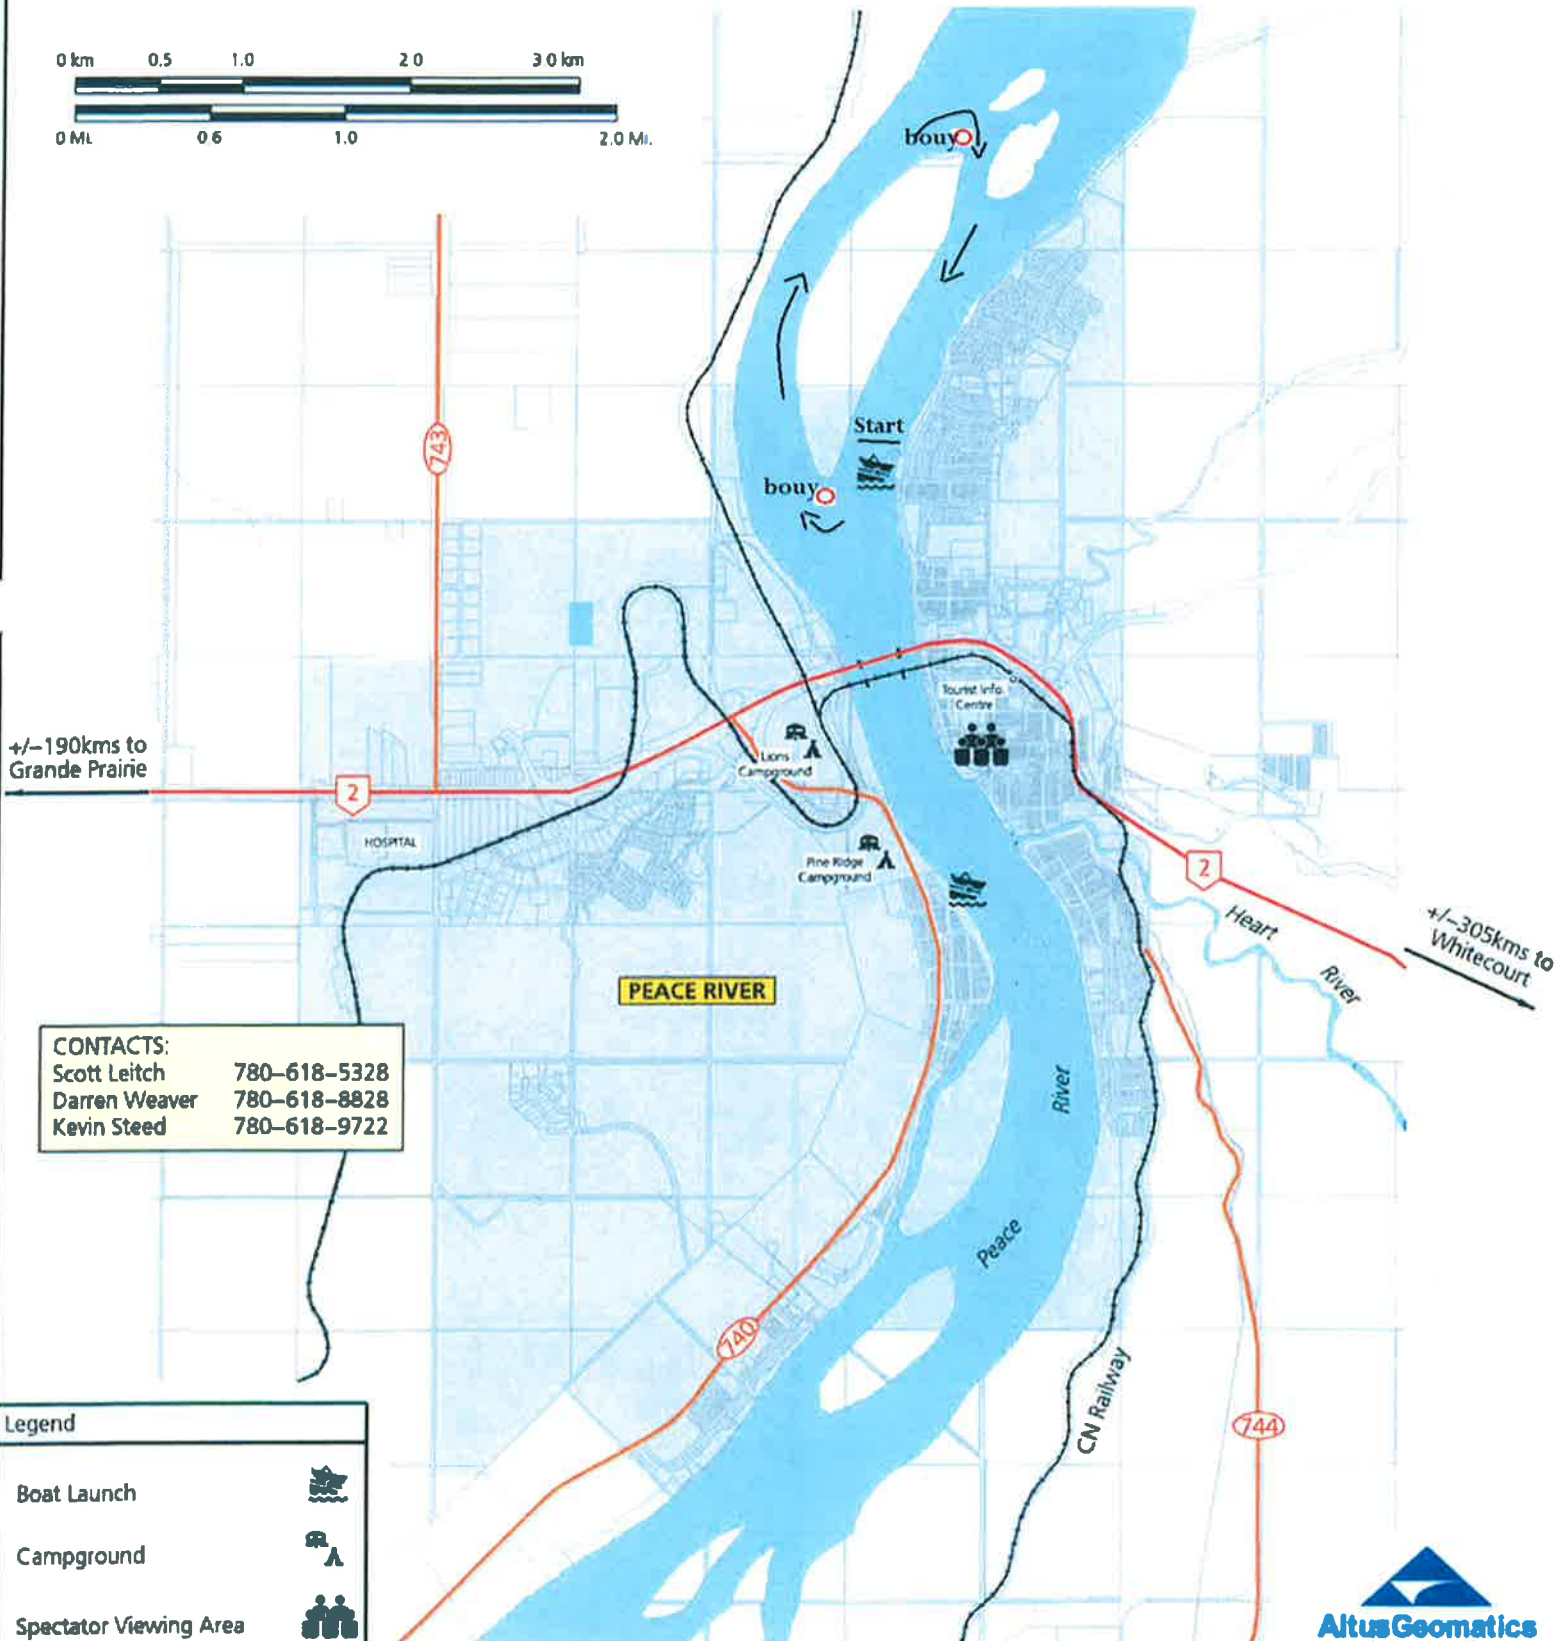 0 km 0.5 1.0 2 0 3 0 km
0 Mi. 0 6 1.0 2.0 Mi.
bouy
743
Start
bouy
Tourist Info.
Centre
+/–190kms to
Grande Prairie
2
Lions
Campground
HOSPITAL
Pine Ridge
Campground
2
Heart
River
+/–305kms to
Whitecourt
PEACE RIVER
CONTACTS:
Scott Leitch 780–618–5328
Darren Weaver 780–618–8828
Kevin Steed 780–618–9722
River
Peace
740
CN Railway
744
Legend
Boat Launch
Campground
Spectator Viewing Area
AltusGeomatics